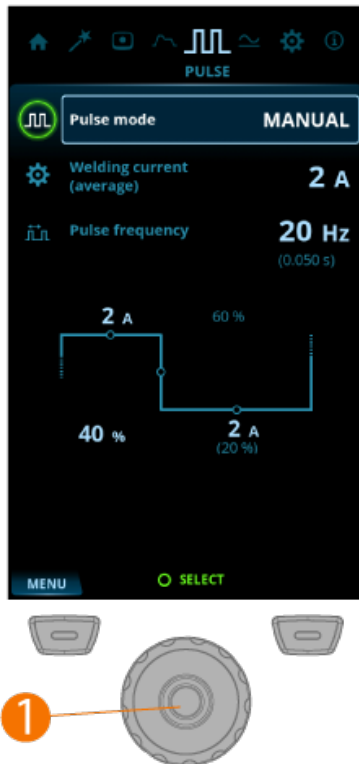 PULSE
Pulse mode MANUAL
Welding current
(average) 2 A
Pulse frequency 20 Hz
(0.050 s)
2 A 60 %
40 % 2 A
(20 %)
MENU SELECT
1